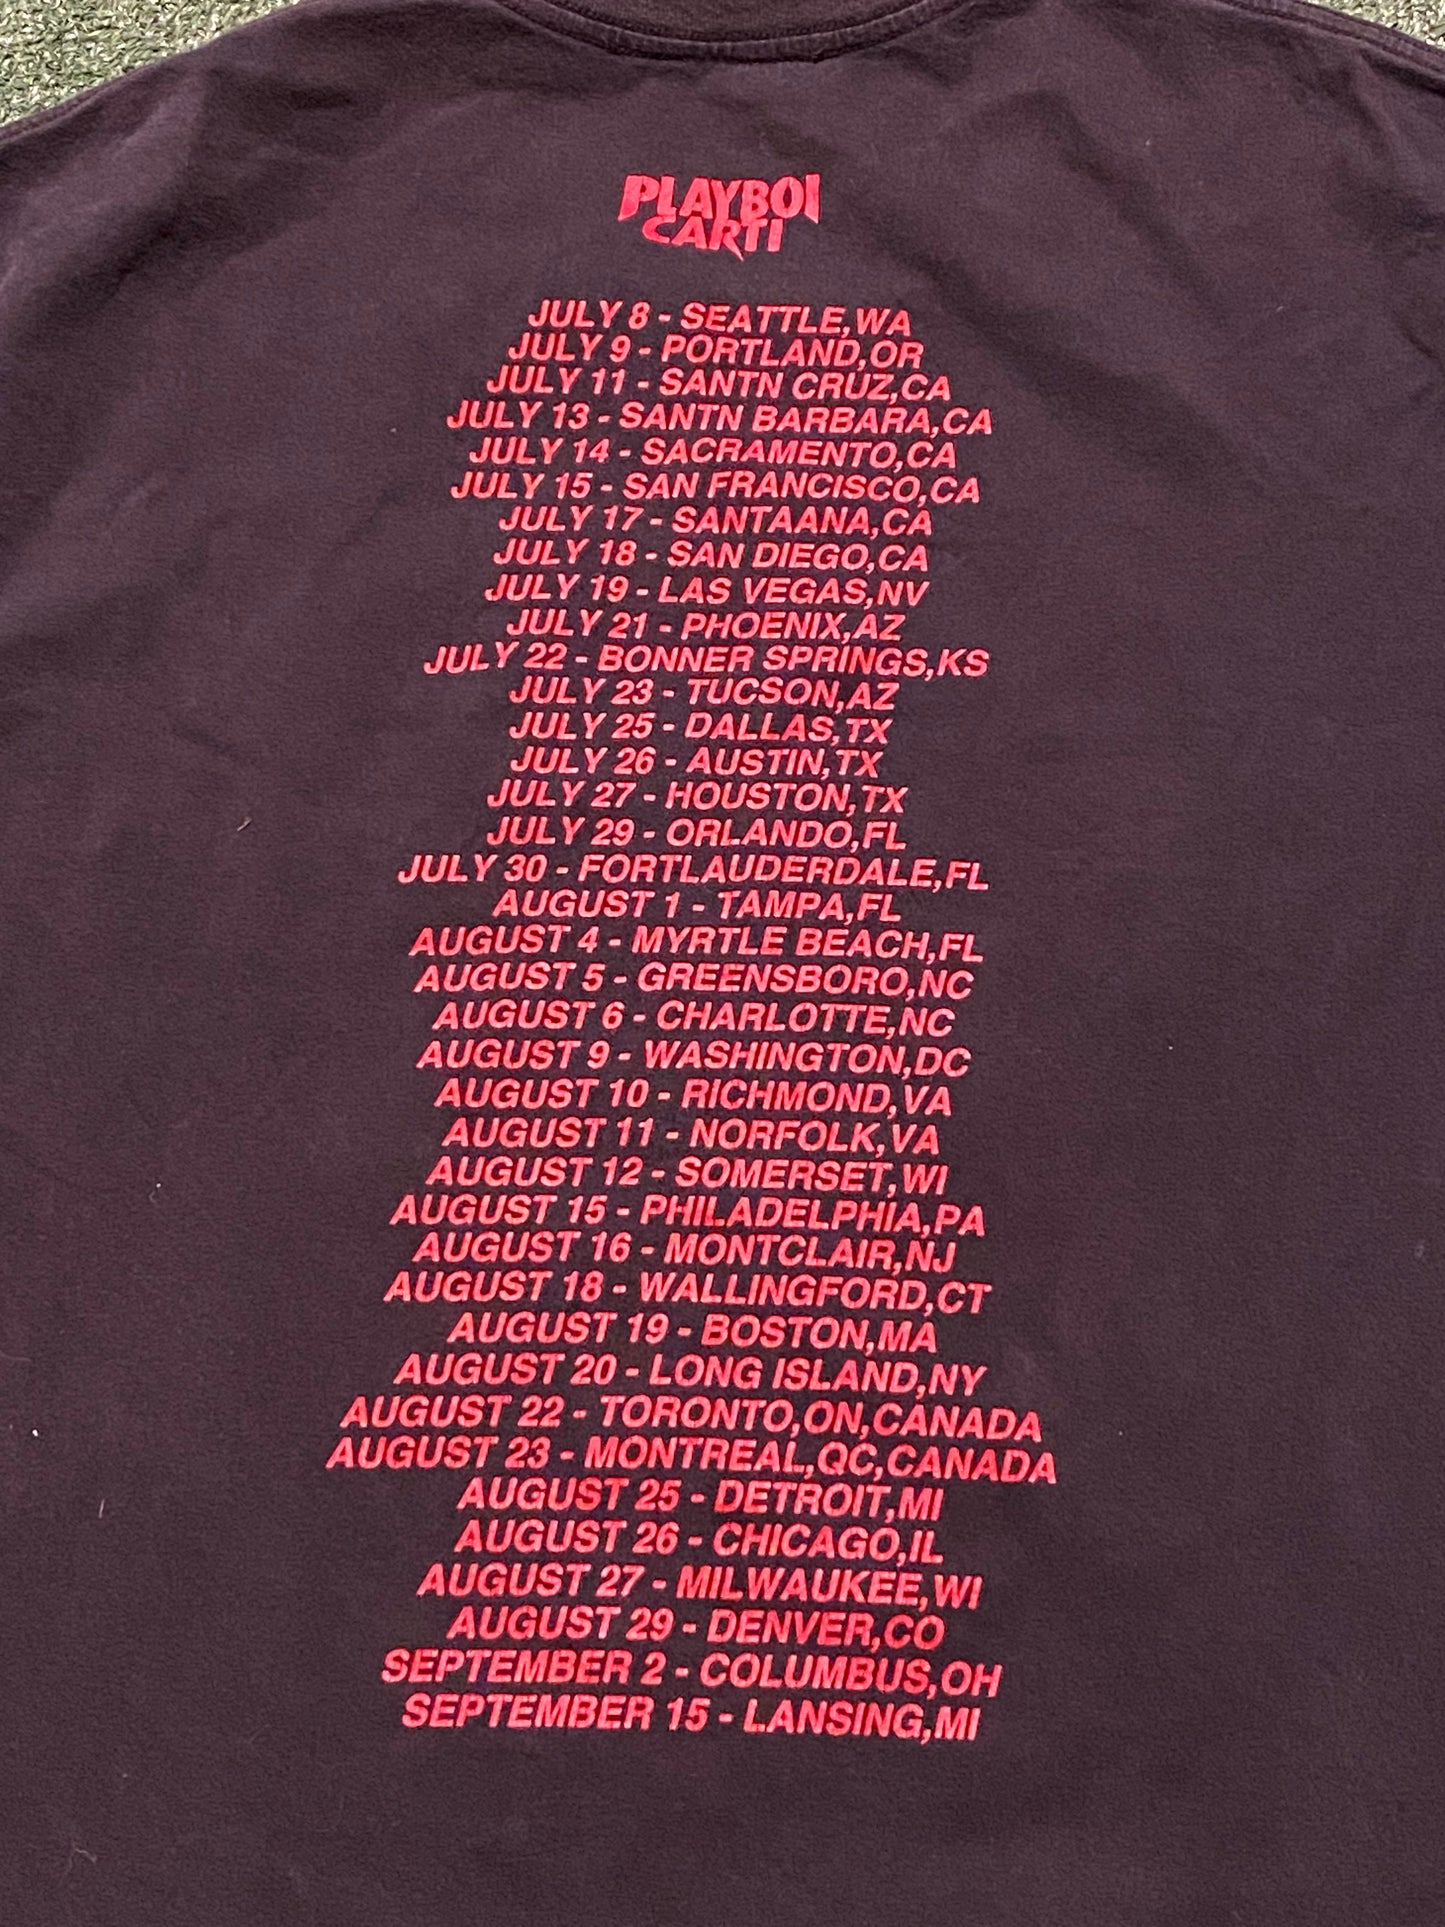 PLAYBOI
CARTI
JULY 8 - SEATTLE,WA
JULY 9 - PORTLAND,OR
JULY 11 - SANTN CRUZ,CA
JULY 13 - SANTN BARBARA,CA
JULY 14 - SACRAMENTO,CA
JULY 15 - SAN FRANCISCO,CA
JULY 17 - SANTAANA,CA
JULY 18 - SAN DIEGO,CA
JULY 19 - LAS VEGAS,NV
JULY 21 - PHOENIX,AZ
JULY 22 - BONNER SPRINGS,KS
JULY 23 - TUCSON,AZ
JULY 25 - DALLAS,TX
JULY 26 - AUSTIN,TX
JULY 27 - HOUSTON,TX
JULY 29 - ORLANDO,FL
JULY 30 - FORTLAUDERDALE,FL
AUGUST 1 - TAMPA,FL
AUGUST 4 - MYRTLE BEACH,FL
AUGUST 5 - GREENSBORO,NC
AUGUST 6 - CHARLOTTE,NC
AUGUST 9 - WASHINGTON,DC
AUGUST 10 - RICHMOND,VA
AUGUST 11 - NORFOLK,VA
AUGUST 12 - SOMERSET,WI
AUGUST 15 - PHILADELPHIA,PA
AUGUST 16 - MONTCLAIR,NJ
AUGUST 18 - WALLINGFORD,CT
AUGUST 19 - BOSTON,MA
AUGUST 20 - LONG ISLAND,NY
AUGUST 22 - TORONTO,ON,CANADA
AUGUST 23 - MONTREAL,QC,CANADA
AUGUST 25 - DETROIT,MI
AUGUST 26 - CHICAGO,IL
AUGUST 27 - MILWAUKEE,WI
AUGUST 29 - DENVER,CO
SEPTEMBER 2 - COLUMBUS,OH
SEPTEMBER 15 - LANSING,MI